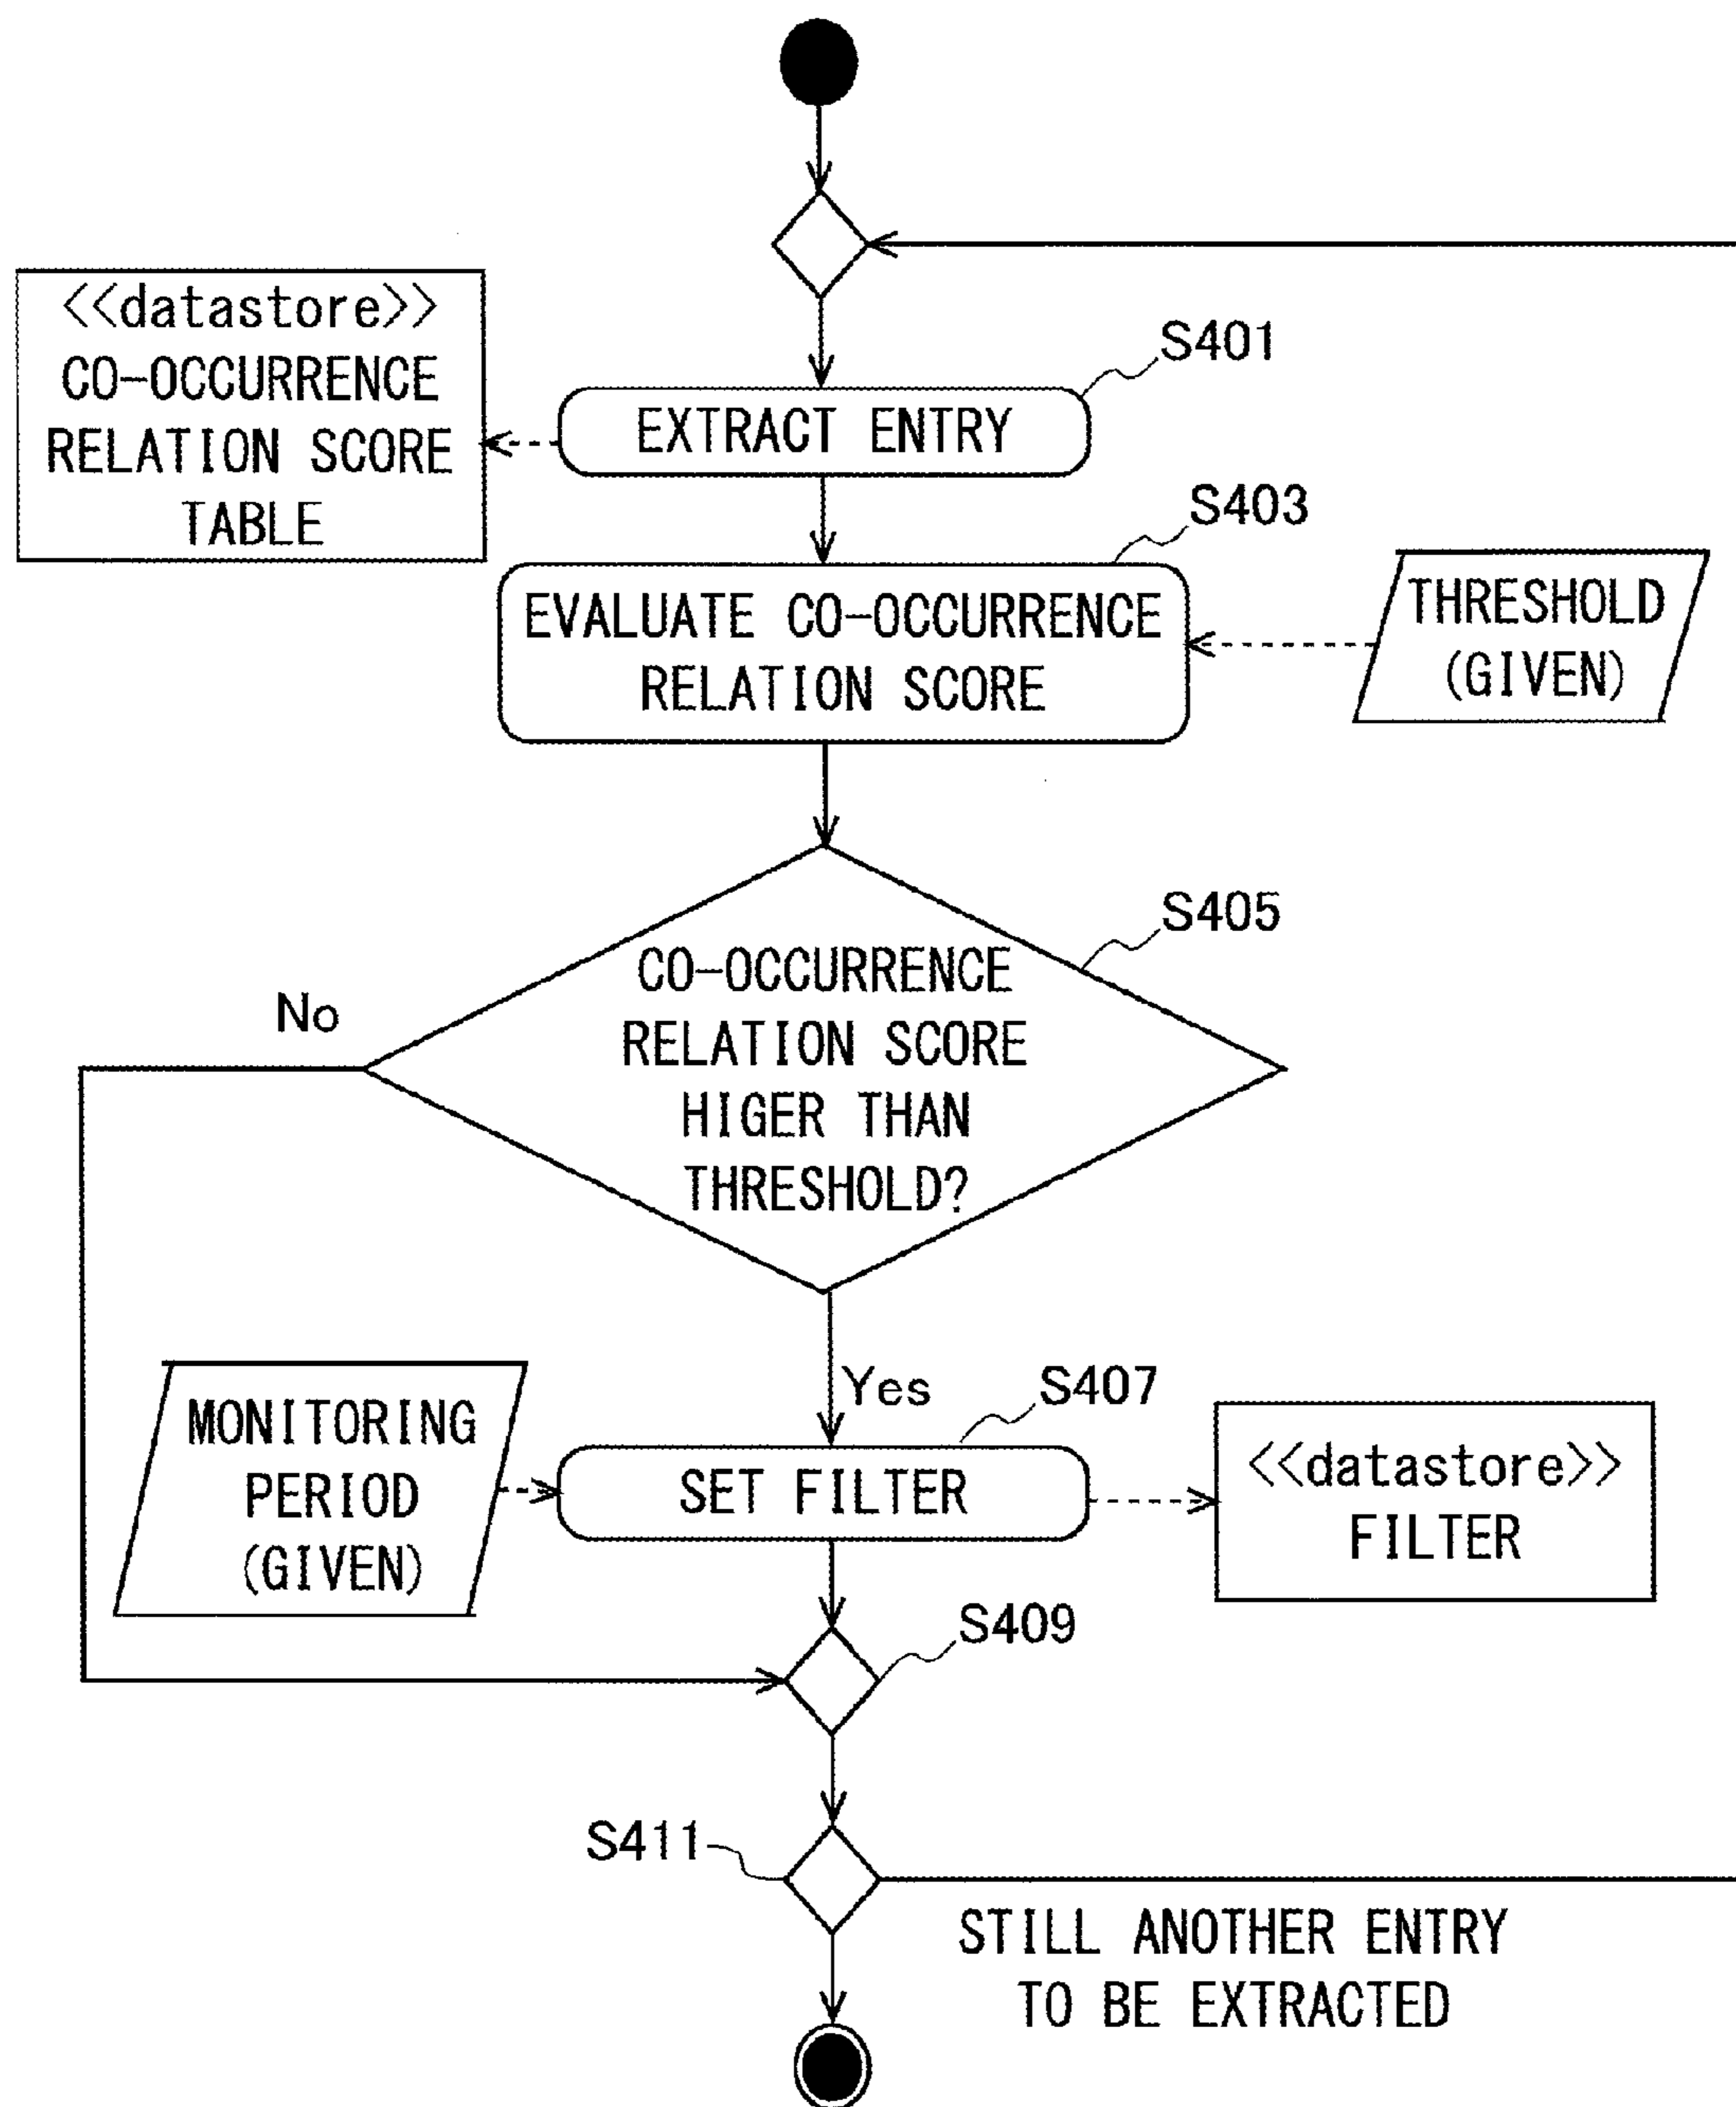 S401
<<datastore>>
CO-OCCURRENCE
RELATION SCORE
TABLE
EXTRACT ENTRY
S403
EVALUATE CO-OCCURRENCE
RELATION SCORE
THRESHOLD
(GIVEN)
S405
CO-OCCURRENCE
RELATION SCORE
HIGER THAN
THRESHOLD?
No
Yes
S407
MONITORING
PERIOD
(GIVEN)
SET FILTER
<<datastore>>
FILTER
S409
S411
STILL ANOTHER ENTRY
TO BE EXTRACTED